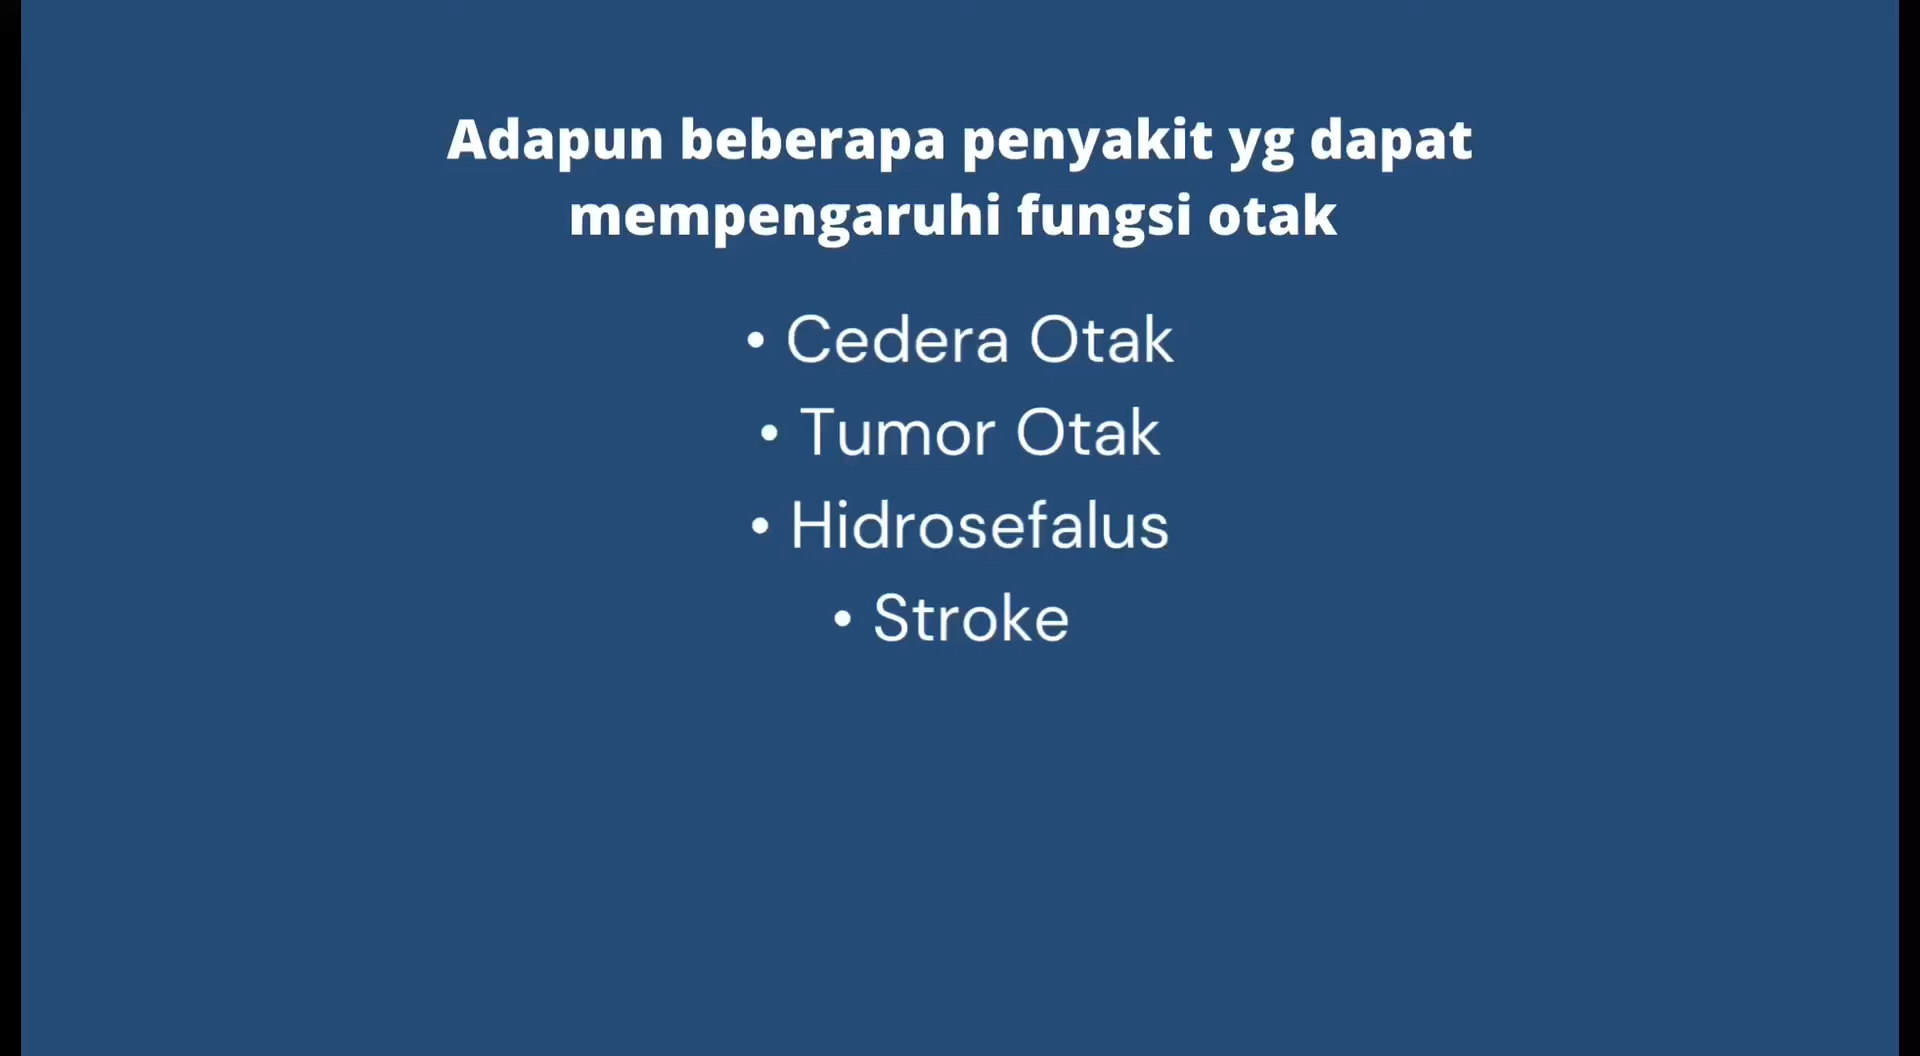 Adapun beberapa penyakit yg dapat
mempengaruhi fungsi otak
• Cedera Otak
• Tumor Otak
• Hidrosefalus
• Stroke